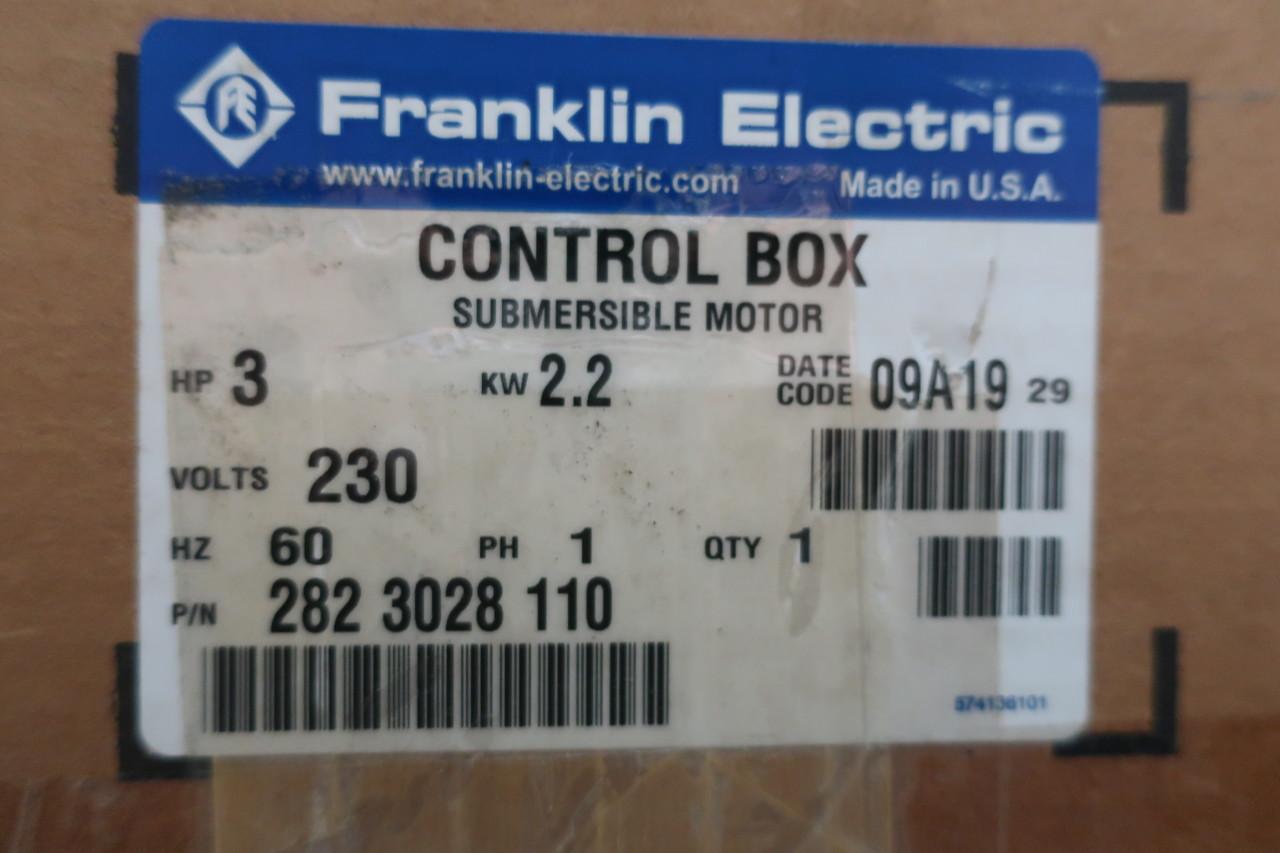 FE
Franklin Electric
www.franklin-electric.com Made in U.S.A.
CONTROL BOX
SUBMERSIBLE MOTOR
HP 3 KW 2.2 DATE CODE 09A19 29
VOLTS 230
HZ 60 PH 1 QTY 1
P/N 282 3028 110